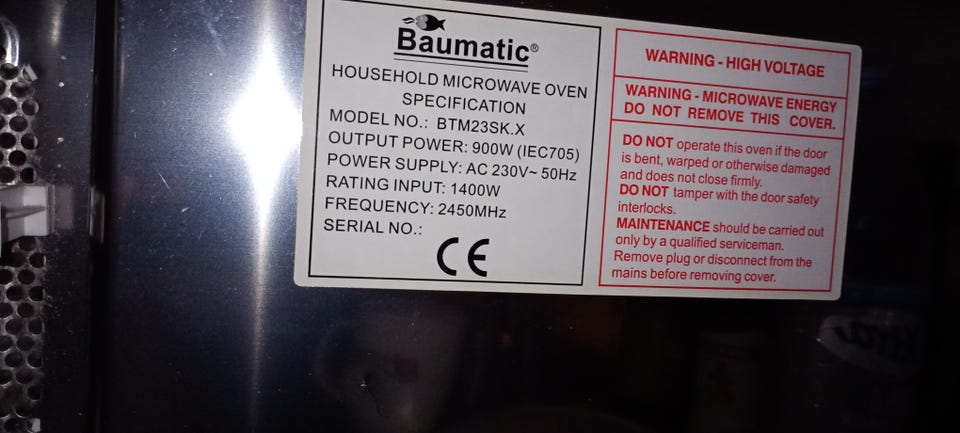 Baumatic®
HOUSEHOLD MICROWAVE OVEN
SPECIFICATION
MODEL NO.: BTM23SK.X
OUTPUT POWER: 900W (IEC705)
POWER SUPPLY: AC 230V~ 50Hz
RATING INPUT: 1400W
FREQUENCY: 2450MHz
SERIAL NO.:
CE
WARNING - HIGH VOLTAGE
WARNING - MICROWAVE ENERGY
DO NOT REMOVE THIS COVER.
DO NOT operate this oven if the door
is bent, warped or otherwise damaged
and does not close firmly.
DO NOT tamper with the door safety
interlocks.
MAINTENANCE should be carried out
only by a qualified serviceman.
Remove plug or disconnect from the
mains before removing cover.